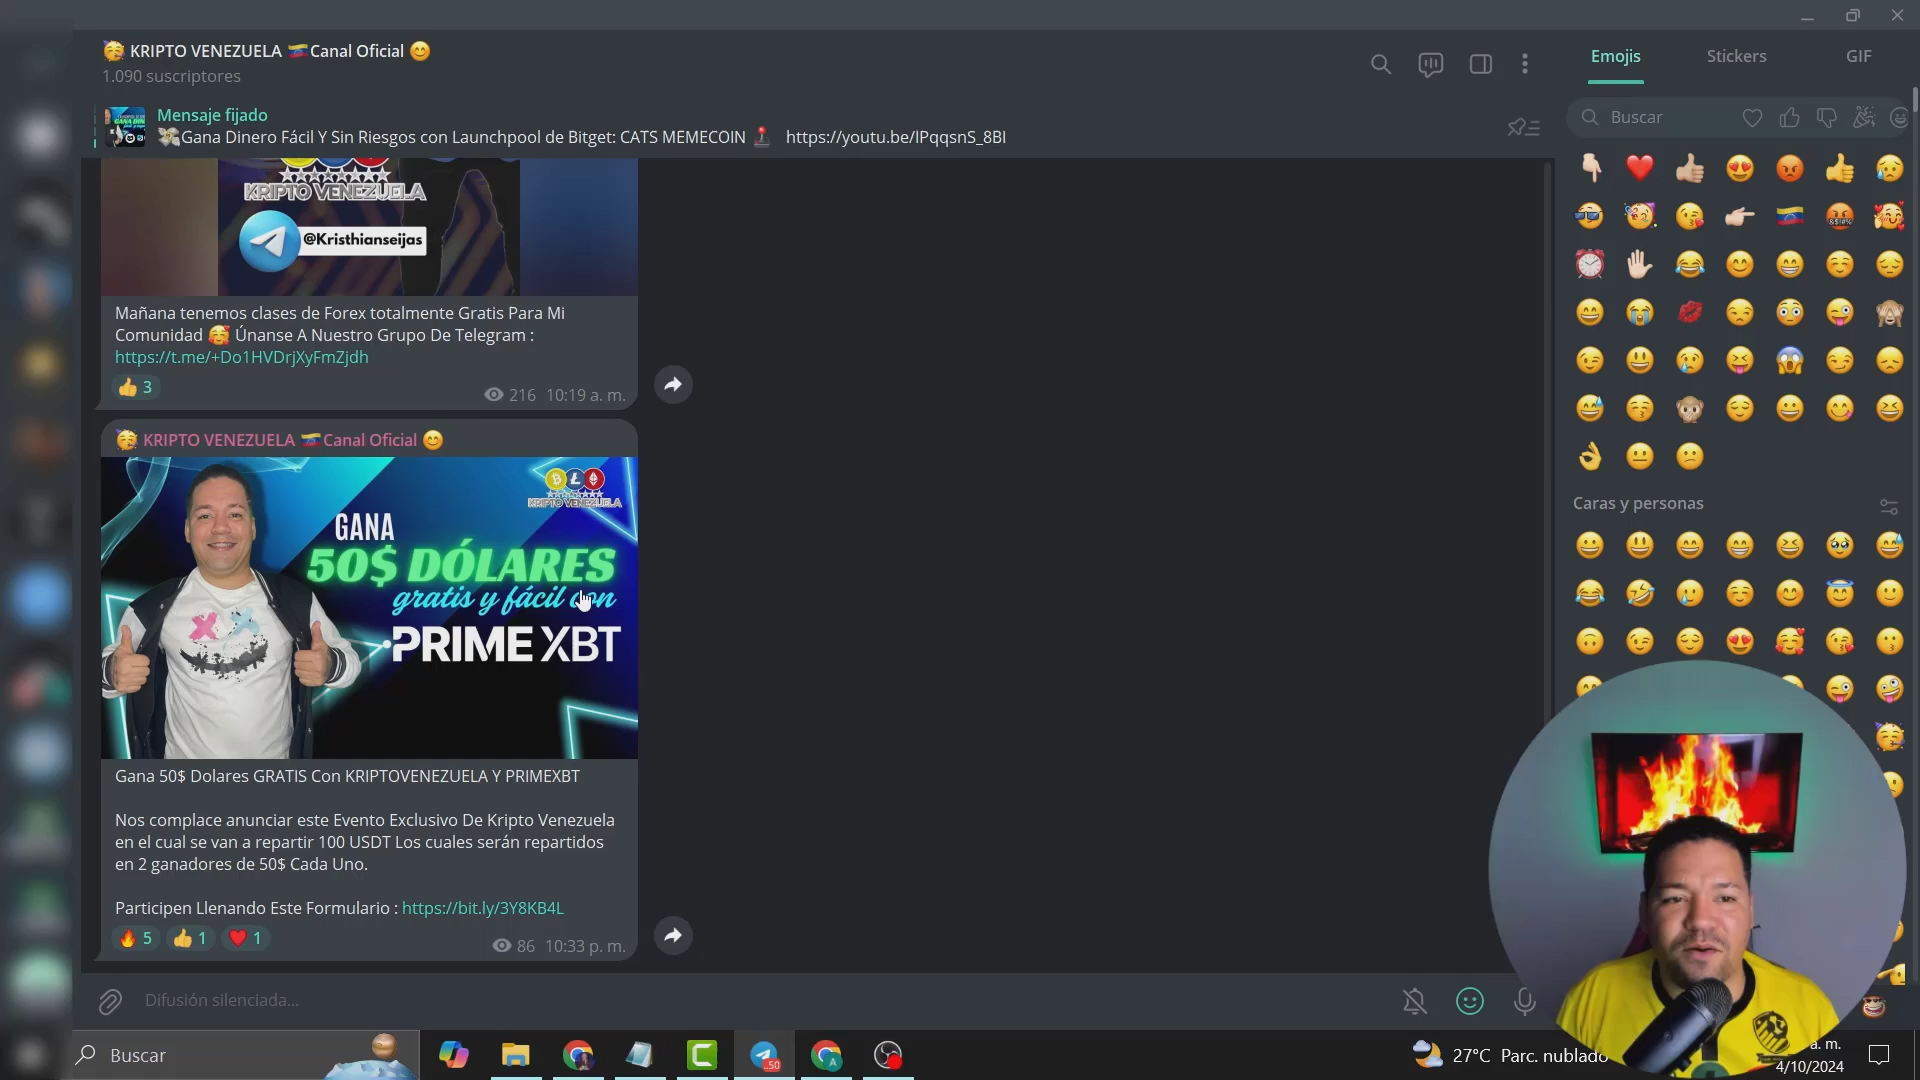 🥳 KRIPTO VENEZUELA 🇻🇪Canal Oficial 😊
1.090 suscriptores
Mensaje fijado
💸Gana Dinero Fácil Y Sin Riesgos con Launchpool de Bitget: CATS MEMECOIN 🕹️ https://youtu.be/IPqqsnS_8BI
KRIPTO VENEZUELA
@Kristhianseijas
Mañana tenemos clases de Forex totalmente Gratis Para Mi
Comunidad 🥰 Únanse A Nuestro Grupo De Telegram :
https://t.me/+Do1HVDrjXyFmZjdh
👍 3
216 10:19 a. m.
🥳 KRIPTO VENEZUELA 🇻🇪Canal Oficial 😊
KRIPTO VENEZUELA
GANA
50$ DÓLARES
gratis y fácil con
PRIME XBT
Gana 50$ Dolares GRATIS Con KRIPTOVENEZUELA Y PRIMEXBT
Nos complace anunciar este Evento Exclusivo De Kripto Venezuela
en el cual se van a repartir 100 USDT Los cuales serán repartidos
en 2 ganadores de 50$ Cada Uno.
Participen Llenando Este Formulario : https://bit.ly/3Y8KB4L
🔥 5 👍 1 ❤️ 1
86 10:33 p. m.
Difusión silenciada...
Emojis Stickers GIF
Buscar
Caras y personas
Buscar
.50
A
27°C Parc. nublado
a. m.
4/10/2024